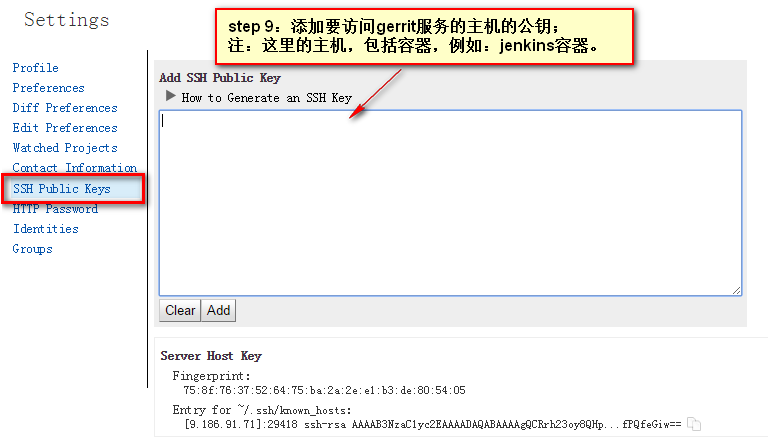 Settings
step 9：添加要访问gerrit服务的主机的公钥；
注：这里的主机，包括容器，例如：jenkins容器。
Profile
Preferences
Diff Preferences
Edit Preferences
Watched Projects
Contact Information
SSH Public Keys
HTTP Password
Identities
Groups
Add SSH Public Key
How to Generate an SSH Key
Clear
Add
Server Host Key
Fingerprint:
75:8f:76:37:52:64:75:ba:2a:2e:e1:b3:de:80:54:05
Entry for ~/.ssh/known_hosts:
[9.186.91.71]:29418 ssh-rsa AAAAB3NzaC1yc2EAAAADAQABAAAAgQCRrh23oy8QHp...fPQfeGiw==